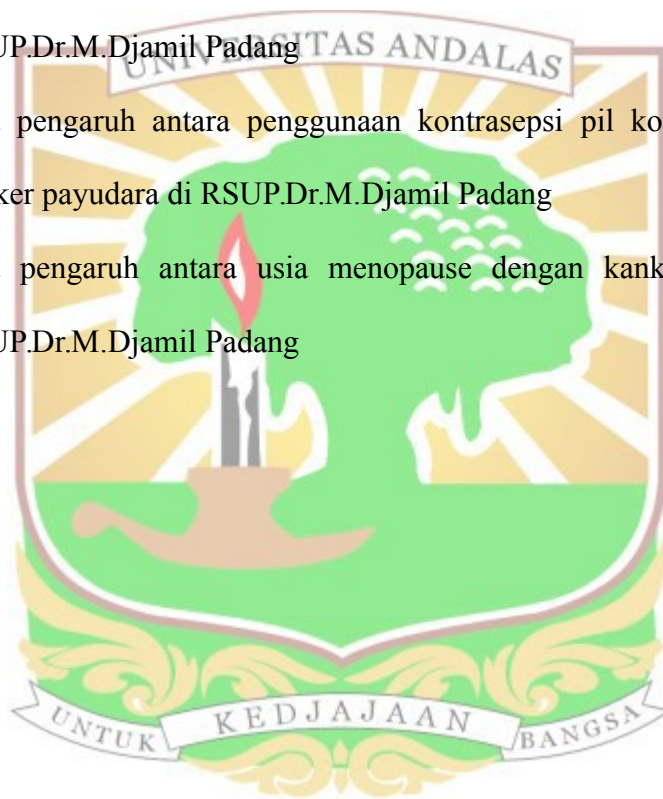 UP.Dr.M.Djamil Padang
UNIVERSITAS ANDALAS
pengaruh antara penggunaan kontrasepsi pil ko
ker payudara di RSUP.Dr.M.Djamil Padang
pengaruh antara usia menopause dengan kank
UP.Dr.M.Djamil Padang
UNTUK KEDJAJAAN BANGSA